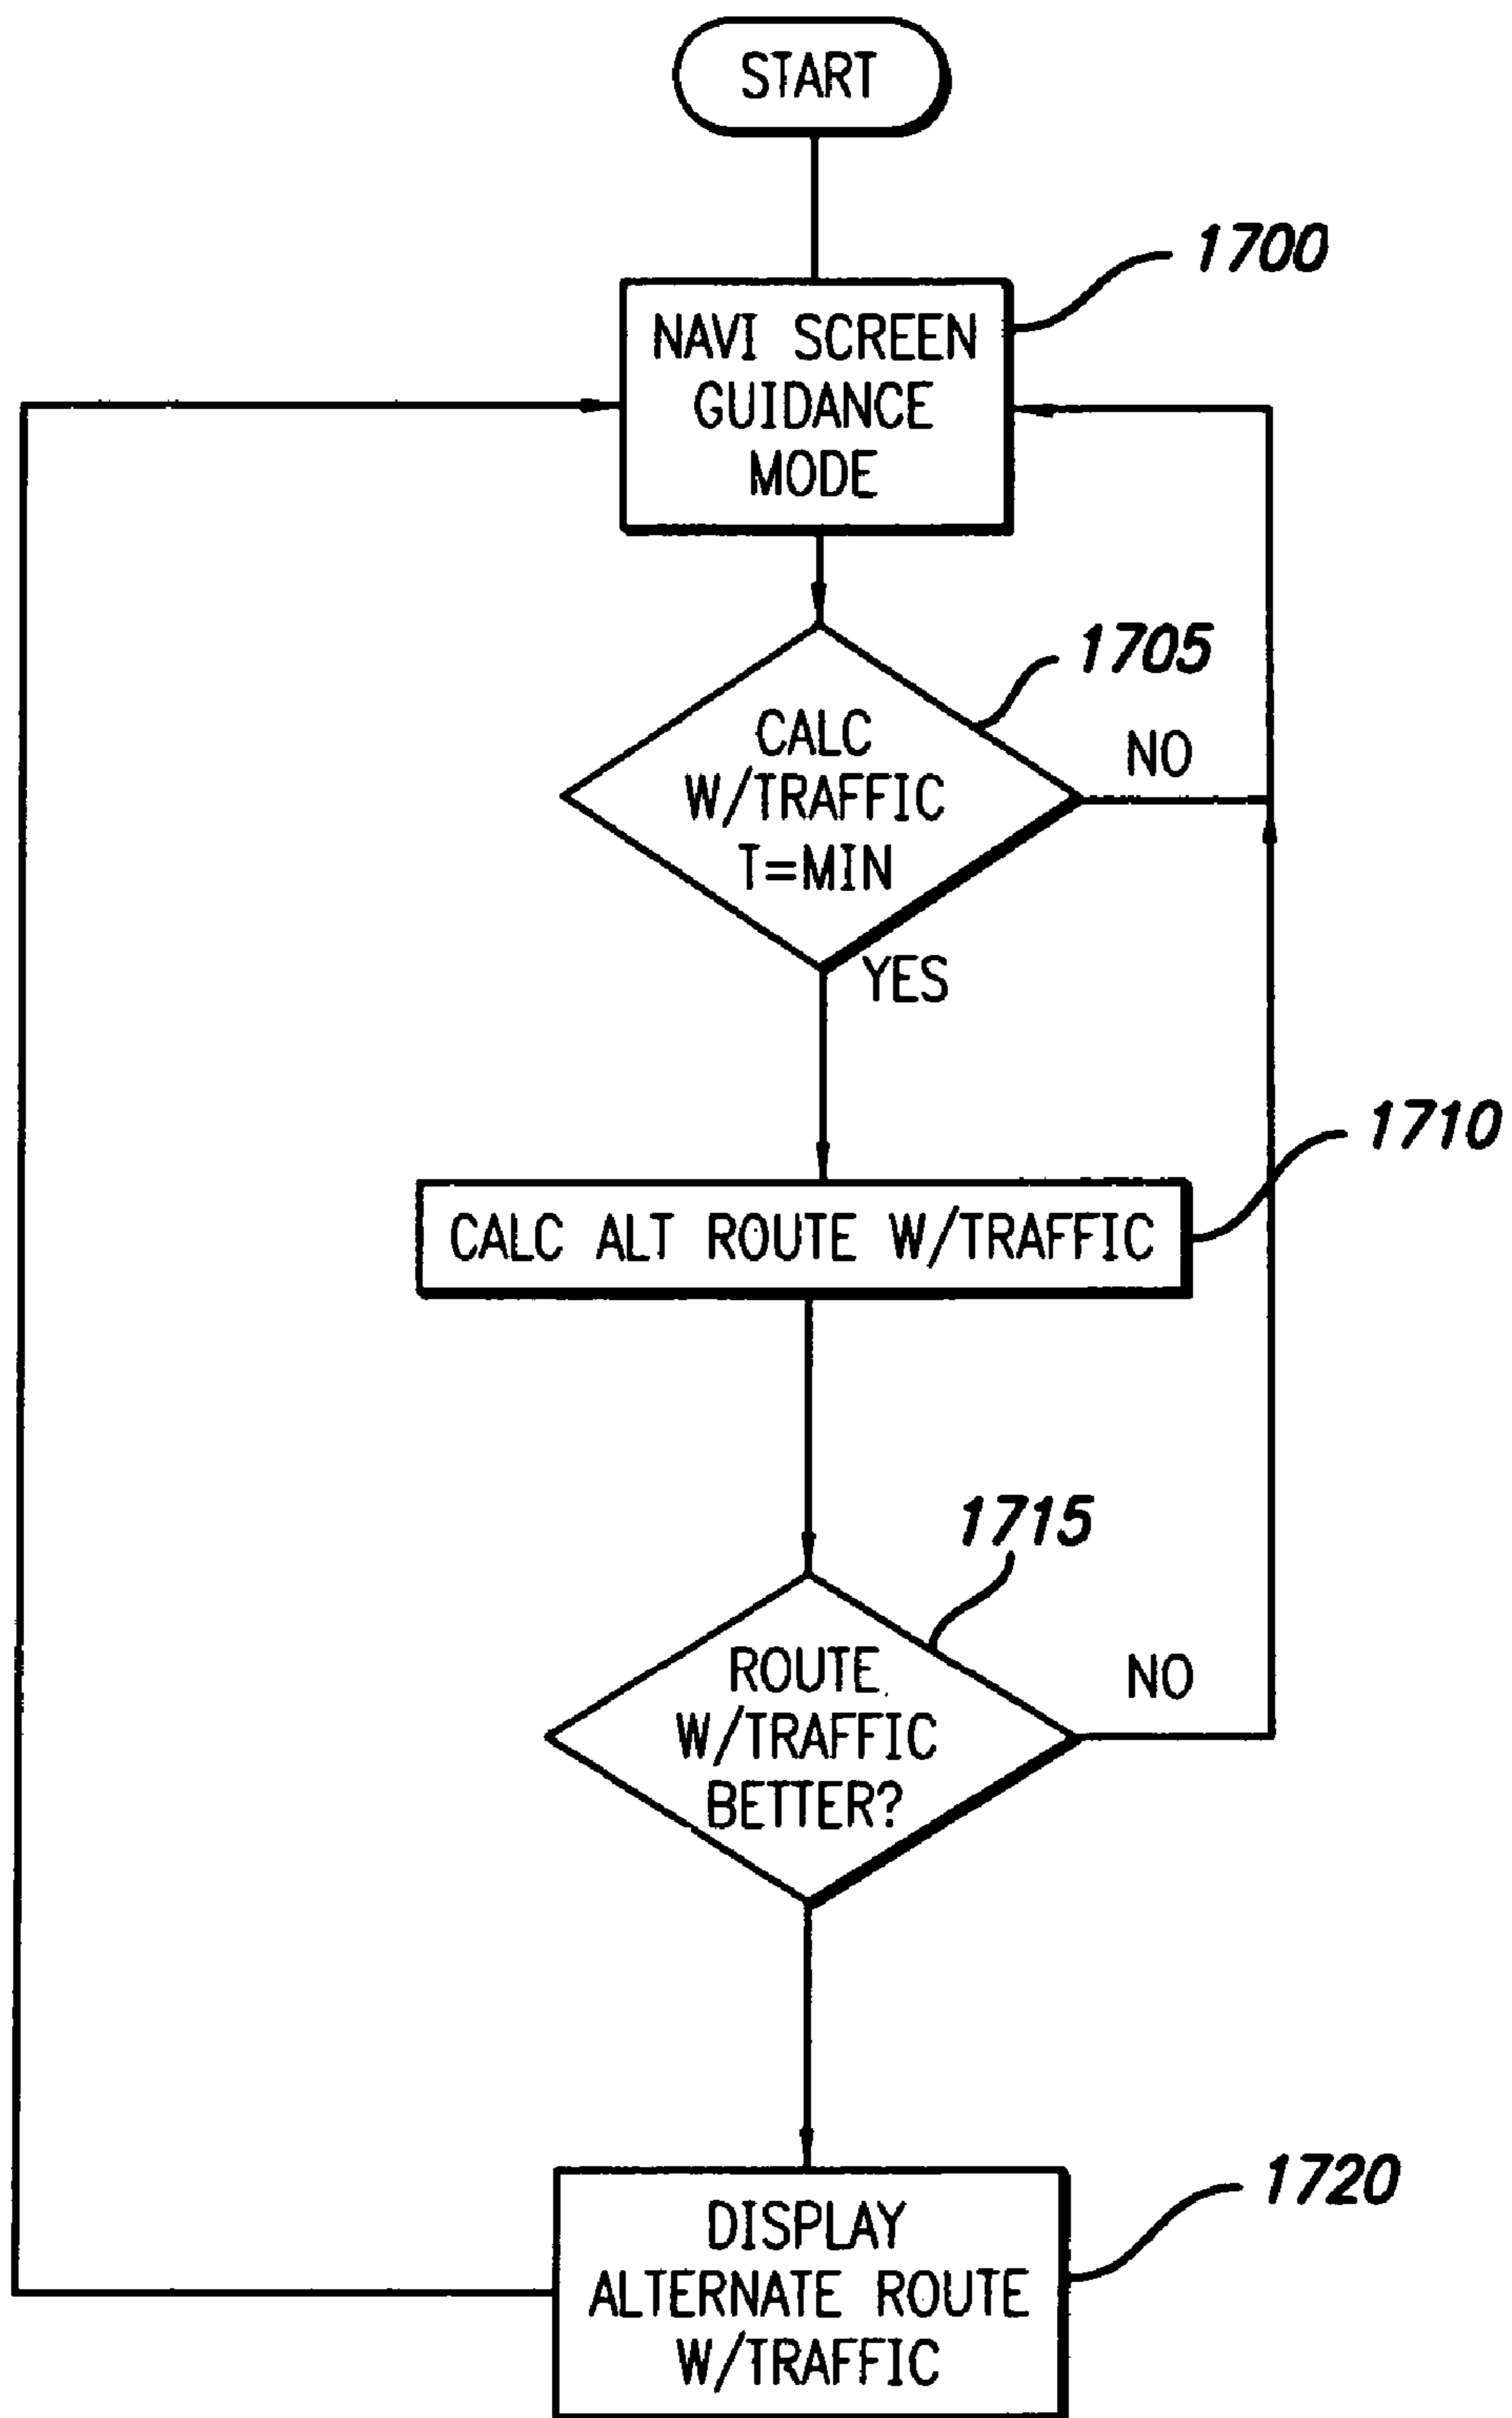 START
1700
NAVI SCREEN
GUIDANCE
MODE
1705
CALC
W/TRAFFIC
T=MIN
NO
YES
1710
CALC ALT ROUTE W/TRAFFIC
1715
ROUTE
W/TRAFFIC
BETTER?
NO
1720
DISPLAY
ALTERNATE ROUTE
W/TRAFFIC